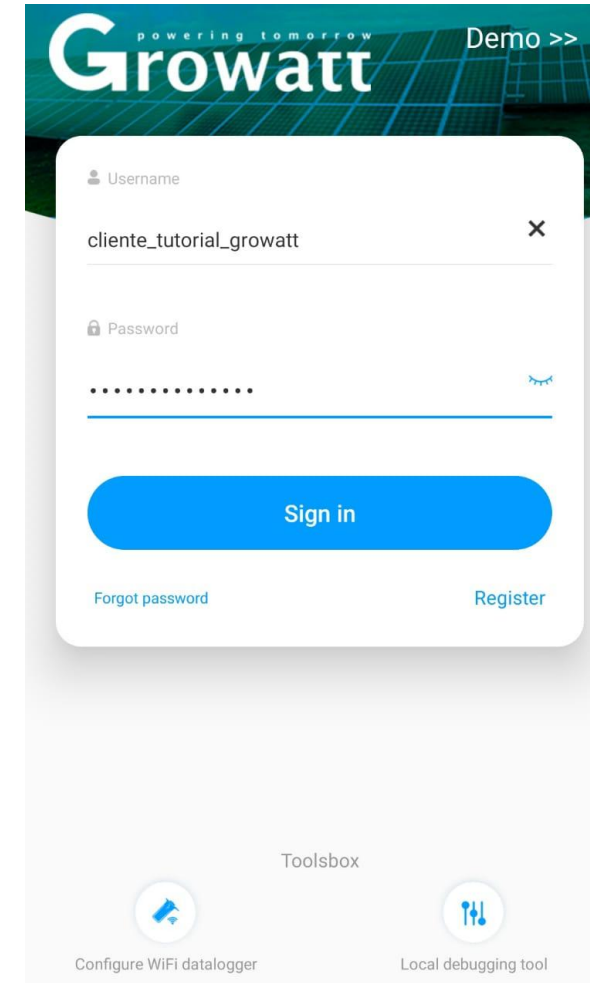 powering tomorrow
Growatt
Demo >>
Username
cliente_tutorial_growatt
Password
••••••••••••••
Sign in
Forgot password
Register
Toolsbox
Configure WiFi datalogger
Local debugging tool